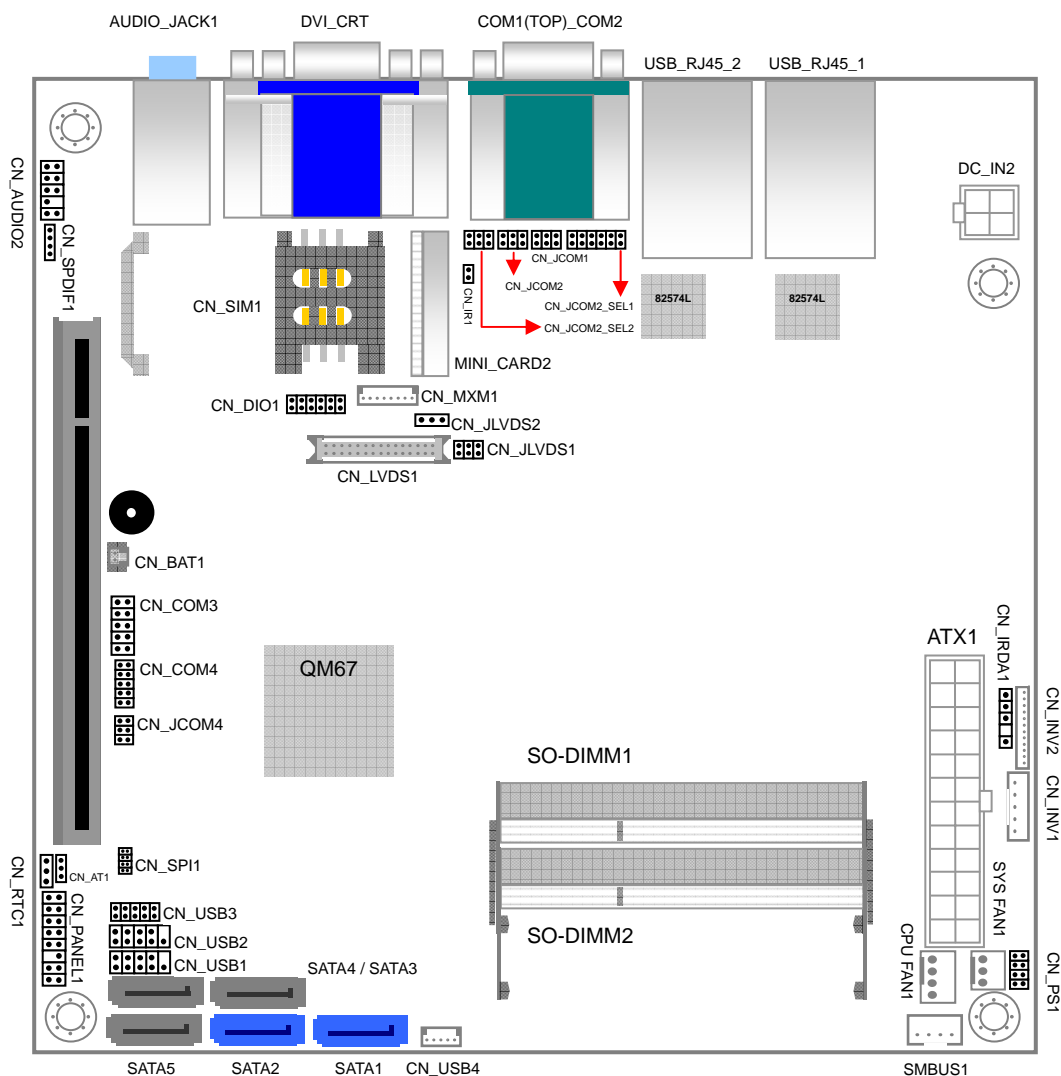 AUDIO_JACK1
DVI_CRT
COM1(TOP)_COM2
USB_RJ45_2
USB_RJ45_1
DC_IN2
CN_AUDIO2
CN_SPDIF1
CN_SIM1
CN_IR1
CN_JCOM1
CN_JCOM2
CN_JCOM2_SEL1
CN_JCOM2_SEL2
82574L
82574L
MINI_CARD2
CN_DIO1
CN_MXM1
CN_JLVDS2
CN_JLVDS1
CN_LVDS1
CN_BAT1
CN_COM3
CN_COM4
CN_JCOM4
QM67
ATX1
CN_IRDA1
CN_INV2
CN_INV1
SO-DIMM1
SO-DIMM2
CN_RTC1
CN_AT1
CN_SPI1
CN_PANEL1
CN_USB3
CN_USB2
CN_USB1
SATA4 / SATA3
SYS FAN1
CPU FAN1
CN_PS1
SATA5
SATA2
SATA1
CN_USB4
SMBUS1